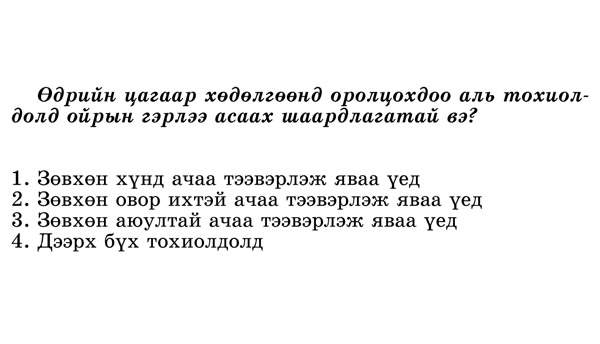 Өдрийн цагаар хөдөлгөөнд оролцохдоо аль тохиол-
долд ойрын гэрлээ асаах шаардлагатай вэ?
1. Зөвхөн хүнд ачаа тээвэрлэж яваа үед
2. Зөвхөн овор ихтэй ачаа тээвэрлэж яваа үед
3. Зөвхөн аюултай ачаа тээвэрлэж яваа үед
4. Дээрх бүх тохиолдолд